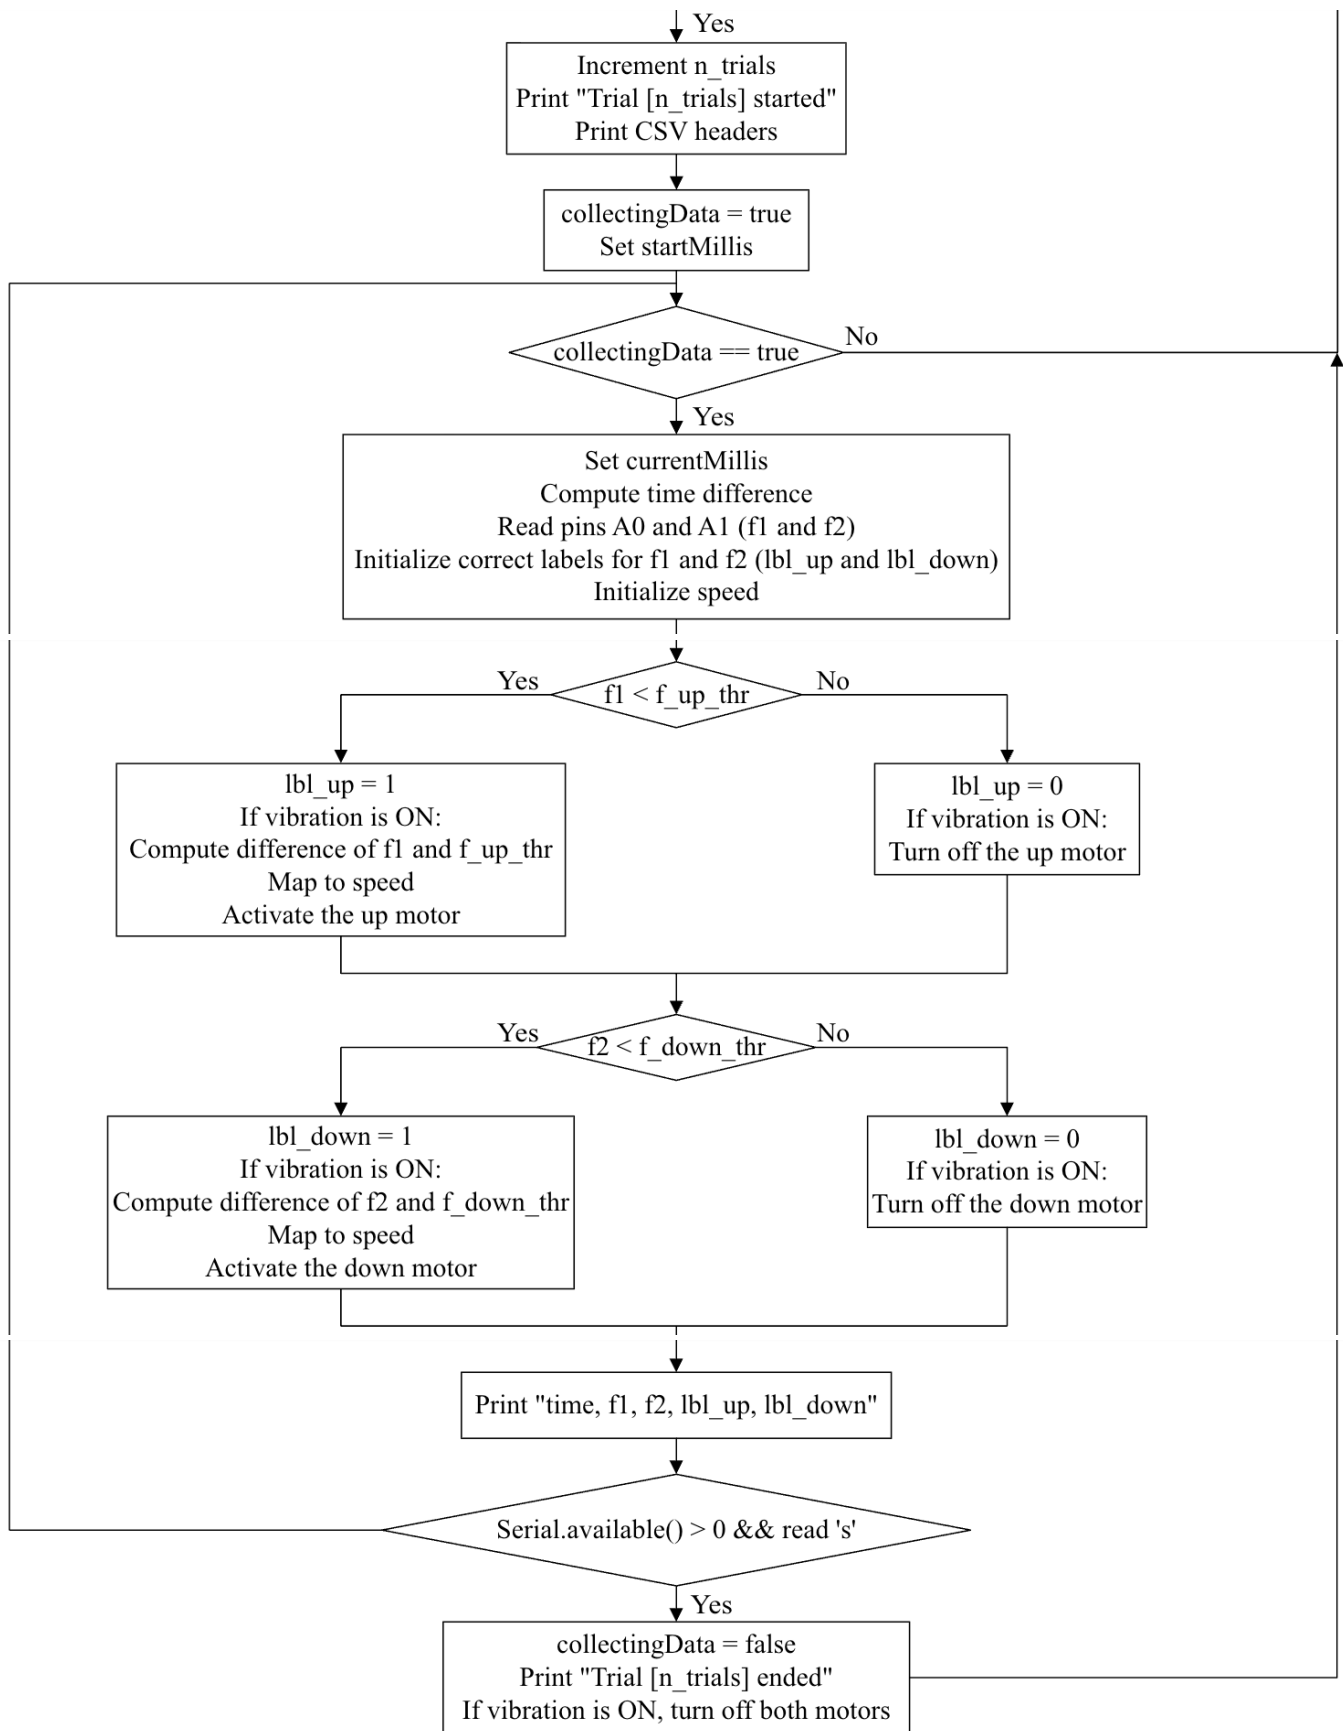 Yes
Increment n_trials
Print "Trial [n_trials] started"
Print CSV headers
collectingData = true
Set startMillis
collectingData == true
No
Yes
Set currentMillis
Compute time difference
Read pins A0 and A1 (f1 and f2)
Initialize correct labels for f1 and f2 (lbl_up and lbl_down)
Initialize speed
Yes
f1 < f_up_thr
No
lbl_up = 1
If vibration is ON:
Compute difference of f1 and f_up_thr
Map to speed
Activate the up motor
lbl_up = 0
If vibration is ON:
Turn off the up motor
Yes
f2 < f_down_thr
No
lbl_down = 1
If vibration is ON:
Compute difference of f2 and f_down_thr
Map to speed
Activate the down motor
lbl_down = 0
If vibration is ON:
Turn off the down motor
Print "time, f1, f2, lbl_up, lbl_down"
Serial.available() > 0 && read 's'
Yes
collectingData = false
Print "Trial [n_trials] ended"
If vibration is ON, turn off both motors